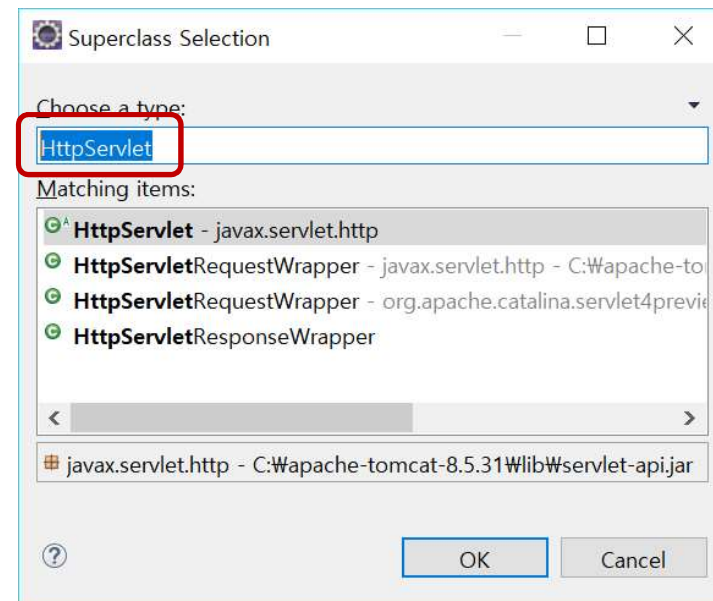 Superclass Selection
Choose a type:
HttpServlet
Matching items:
HttpServlet - javax.servlet.http
HttpServletRequestWrapper - javax.servlet.http - C:₩apache-to
HttpServletRequestWrapper - org.apache.catalina.servlet4previe
HttpServletResponseWrapper
javax.servlet.http - C:₩apache-tomcat-8.5.31₩lib₩servlet-api.jar
OK Cancel